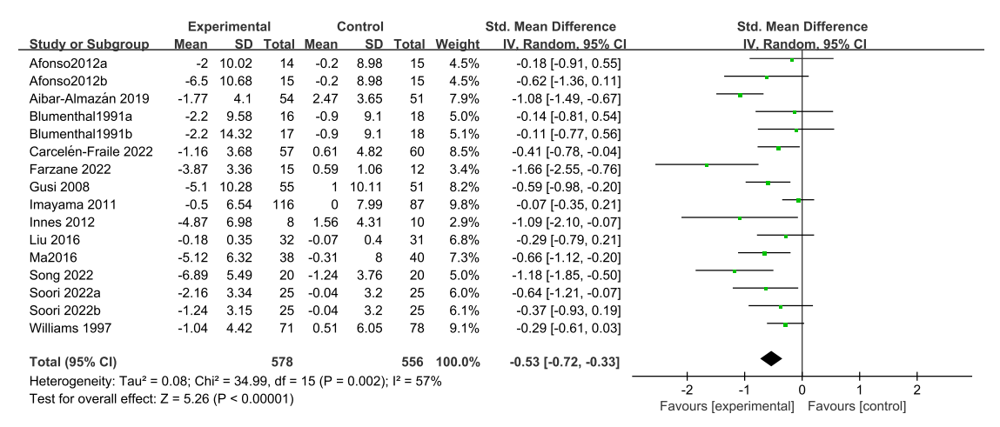 Experimental Control Std. Mean Difference Std. Mean Difference
Study or Subgroup Mean SD Total Mean SD Total Weight IV, Random, 95% CI IV, Random, 95% CI
Afonso2012a -2 10.02 14 -0.2 8.98 15 4.5% -0.18 [-0.91, 0.55]
Afonso2012b -6.5 10.68 15 -0.2 8.98 15 4.4% -0.62 [-1.36, 0.11]
Aibar-Almazán 2019 -1.77 4.1 54 2.47 3.65 51 7.9% -1.08 [-1.49, -0.67]
Blumenthal1991a -2.2 9.58 16 -0.9 9.1 18 5.0% -0.14 [-0.81, 0.54]
Blumenthal1991b -2.2 14.32 17 -0.9 9.1 18 5.1% -0.11 [-0.77, 0.56]
Carcelén-Fraile 2022 -1.16 3.68 57 0.61 4.82 60 8.5% -0.41 [-0.78, -0.04]
Farzane 2022 -3.87 3.36 15 0.59 1.06 12 3.4% -1.66 [-2.55, -0.76]
Gusi 2008 -5.1 10.28 55 1 10.11 51 8.2% -0.59 [-0.98, -0.20]
Imayama 2011 -0.5 6.54 116 0 7.99 87 9.8% -0.07 [-0.35, 0.21]
Innes 2012 -4.87 6.98 8 1.56 4.31 10 2.9% -1.09 [-2.10, -0.07]
Liu 2016 -0.18 0.35 32 -0.07 0.4 31 6.8% -0.29 [-0.79, 0.21]
Ma2016 -5.12 6.32 38 -0.31 8 40 7.3% -0.66 [-1.12, -0.20]
Song 2022 -6.89 5.49 20 -1.24 3.76 20 5.0% -1.18 [-1.85, -0.50]
Soori 2022a -2.16 3.34 25 -0.04 3.2 25 6.0% -0.64 [-1.21, -0.07]
Soori 2022b -1.24 3.15 25 -0.04 3.2 25 6.1% -0.37 [-0.93, 0.19]
Williams 1997 -1.04 4.42 71 0.51 6.05 78 9.1% -0.29 [-0.61, 0.03]
Total (95% CI) 578 556 100.0% -0.53 [-0.72, -0.33]
Heterogeneity: Tau² = 0.08; Chi² = 34.99, df = 15 (P = 0.002); I² = 57%
Test for overall effect: Z = 5.26 (P < 0.00001)
-2 -1 0 1 2
Favours [experimental] Favours [control]